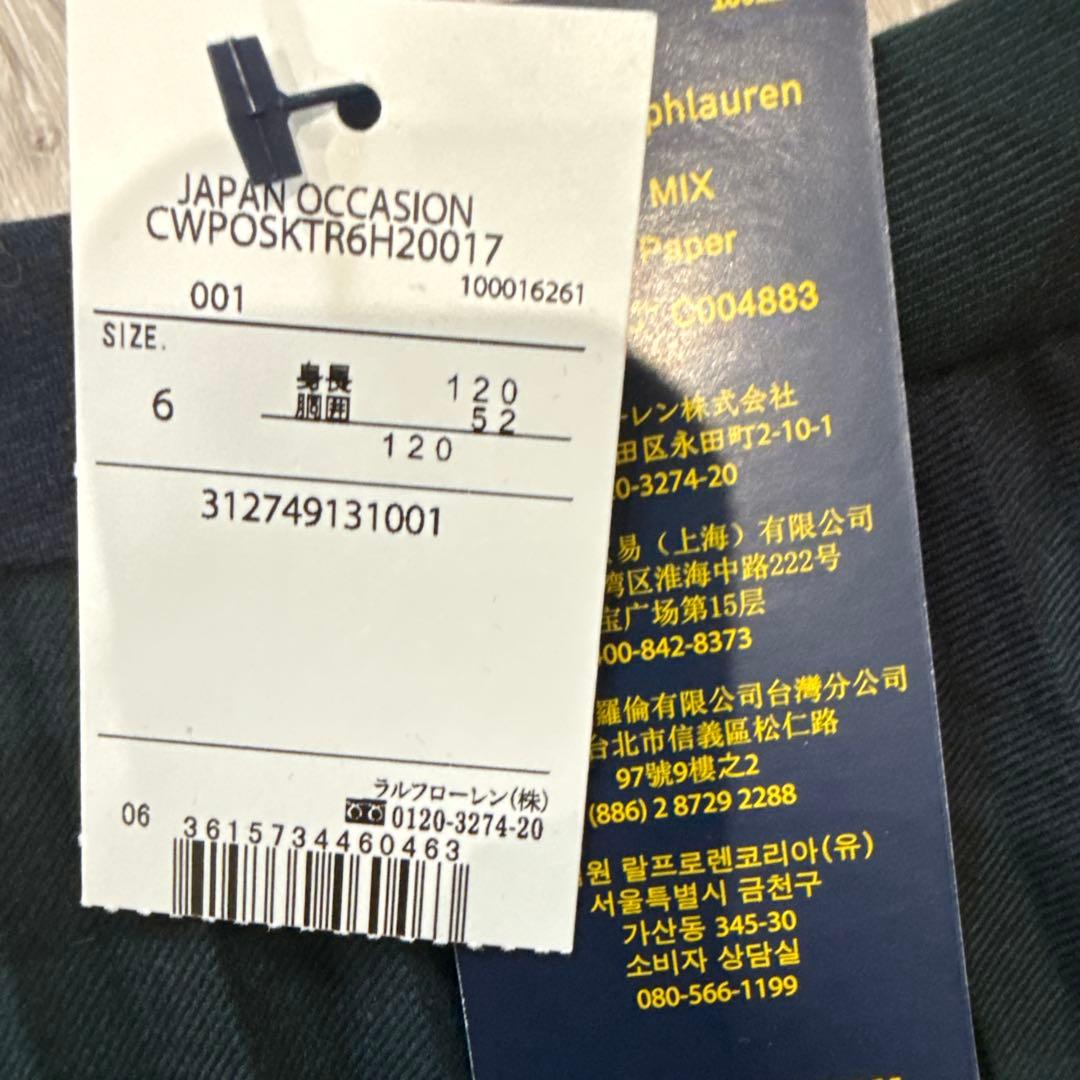 JAPAN OCCASION
CWPOSKTR6H20017
001
100016261
SIZE.
6
身長 120
胴囲 52
120
312749131001
ラルフローレン(株)
0120-3274-20
06
3615734460463
phlauren
MIX
Paper
C004883
ーレン株式会社
田区永田町2-10-1
0-3274-20
易（上海）有限公司
湾区淮海中路222号
宝广场第15层
00-842-8373
羅倫有限公司台灣分公司
台北市信義區松仁路
97號9樓之2
(886) 2 8729 2288
원 랄프로렌코리아(유)
서울특별시 금천구
가산동 345-30
소비자 상담실
080-566-1199